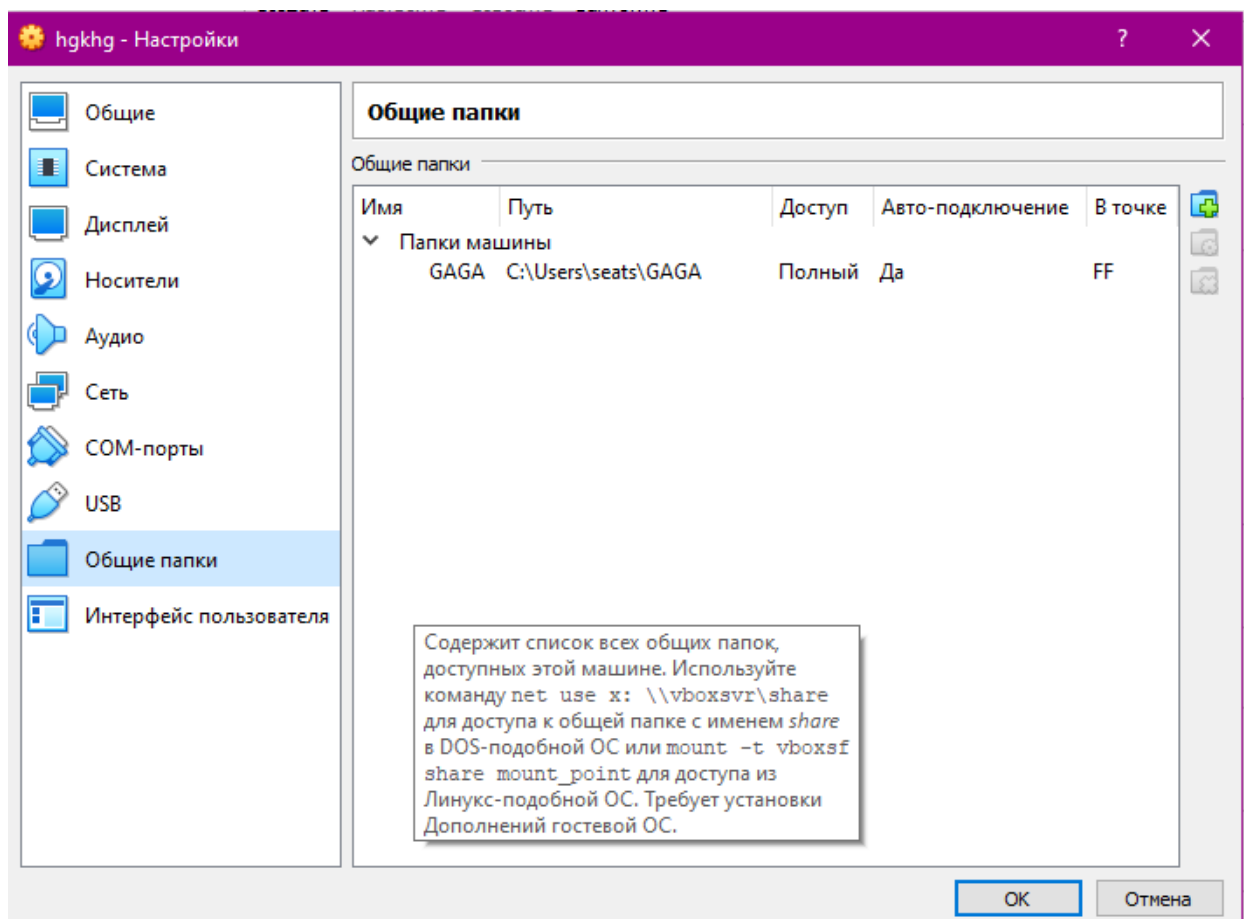 hgkhg - Настройки ?
Общие
Система
Дисплей
Носители
Аудио
Сеть
COM-порты
USB
Общие папки
Интерфейс пользователя
Общие папки
Общие папки
Имя Путь Доступ Авто-подключение В точке
Папки машины
GAGA C:\Users\seats\GAGA Полный Да FF
Содержит список всех общих папок,
доступных этой машине. Используйте
команду net use x: \\vboxsvr\share
для доступа к общей папке с именем share
в DOS-подобной ОС или mount -t vboxsf
share mount_point для доступа из
Линукс-подобной ОС. Требует установки
Дополнений гостевой ОС.
OK Отмена